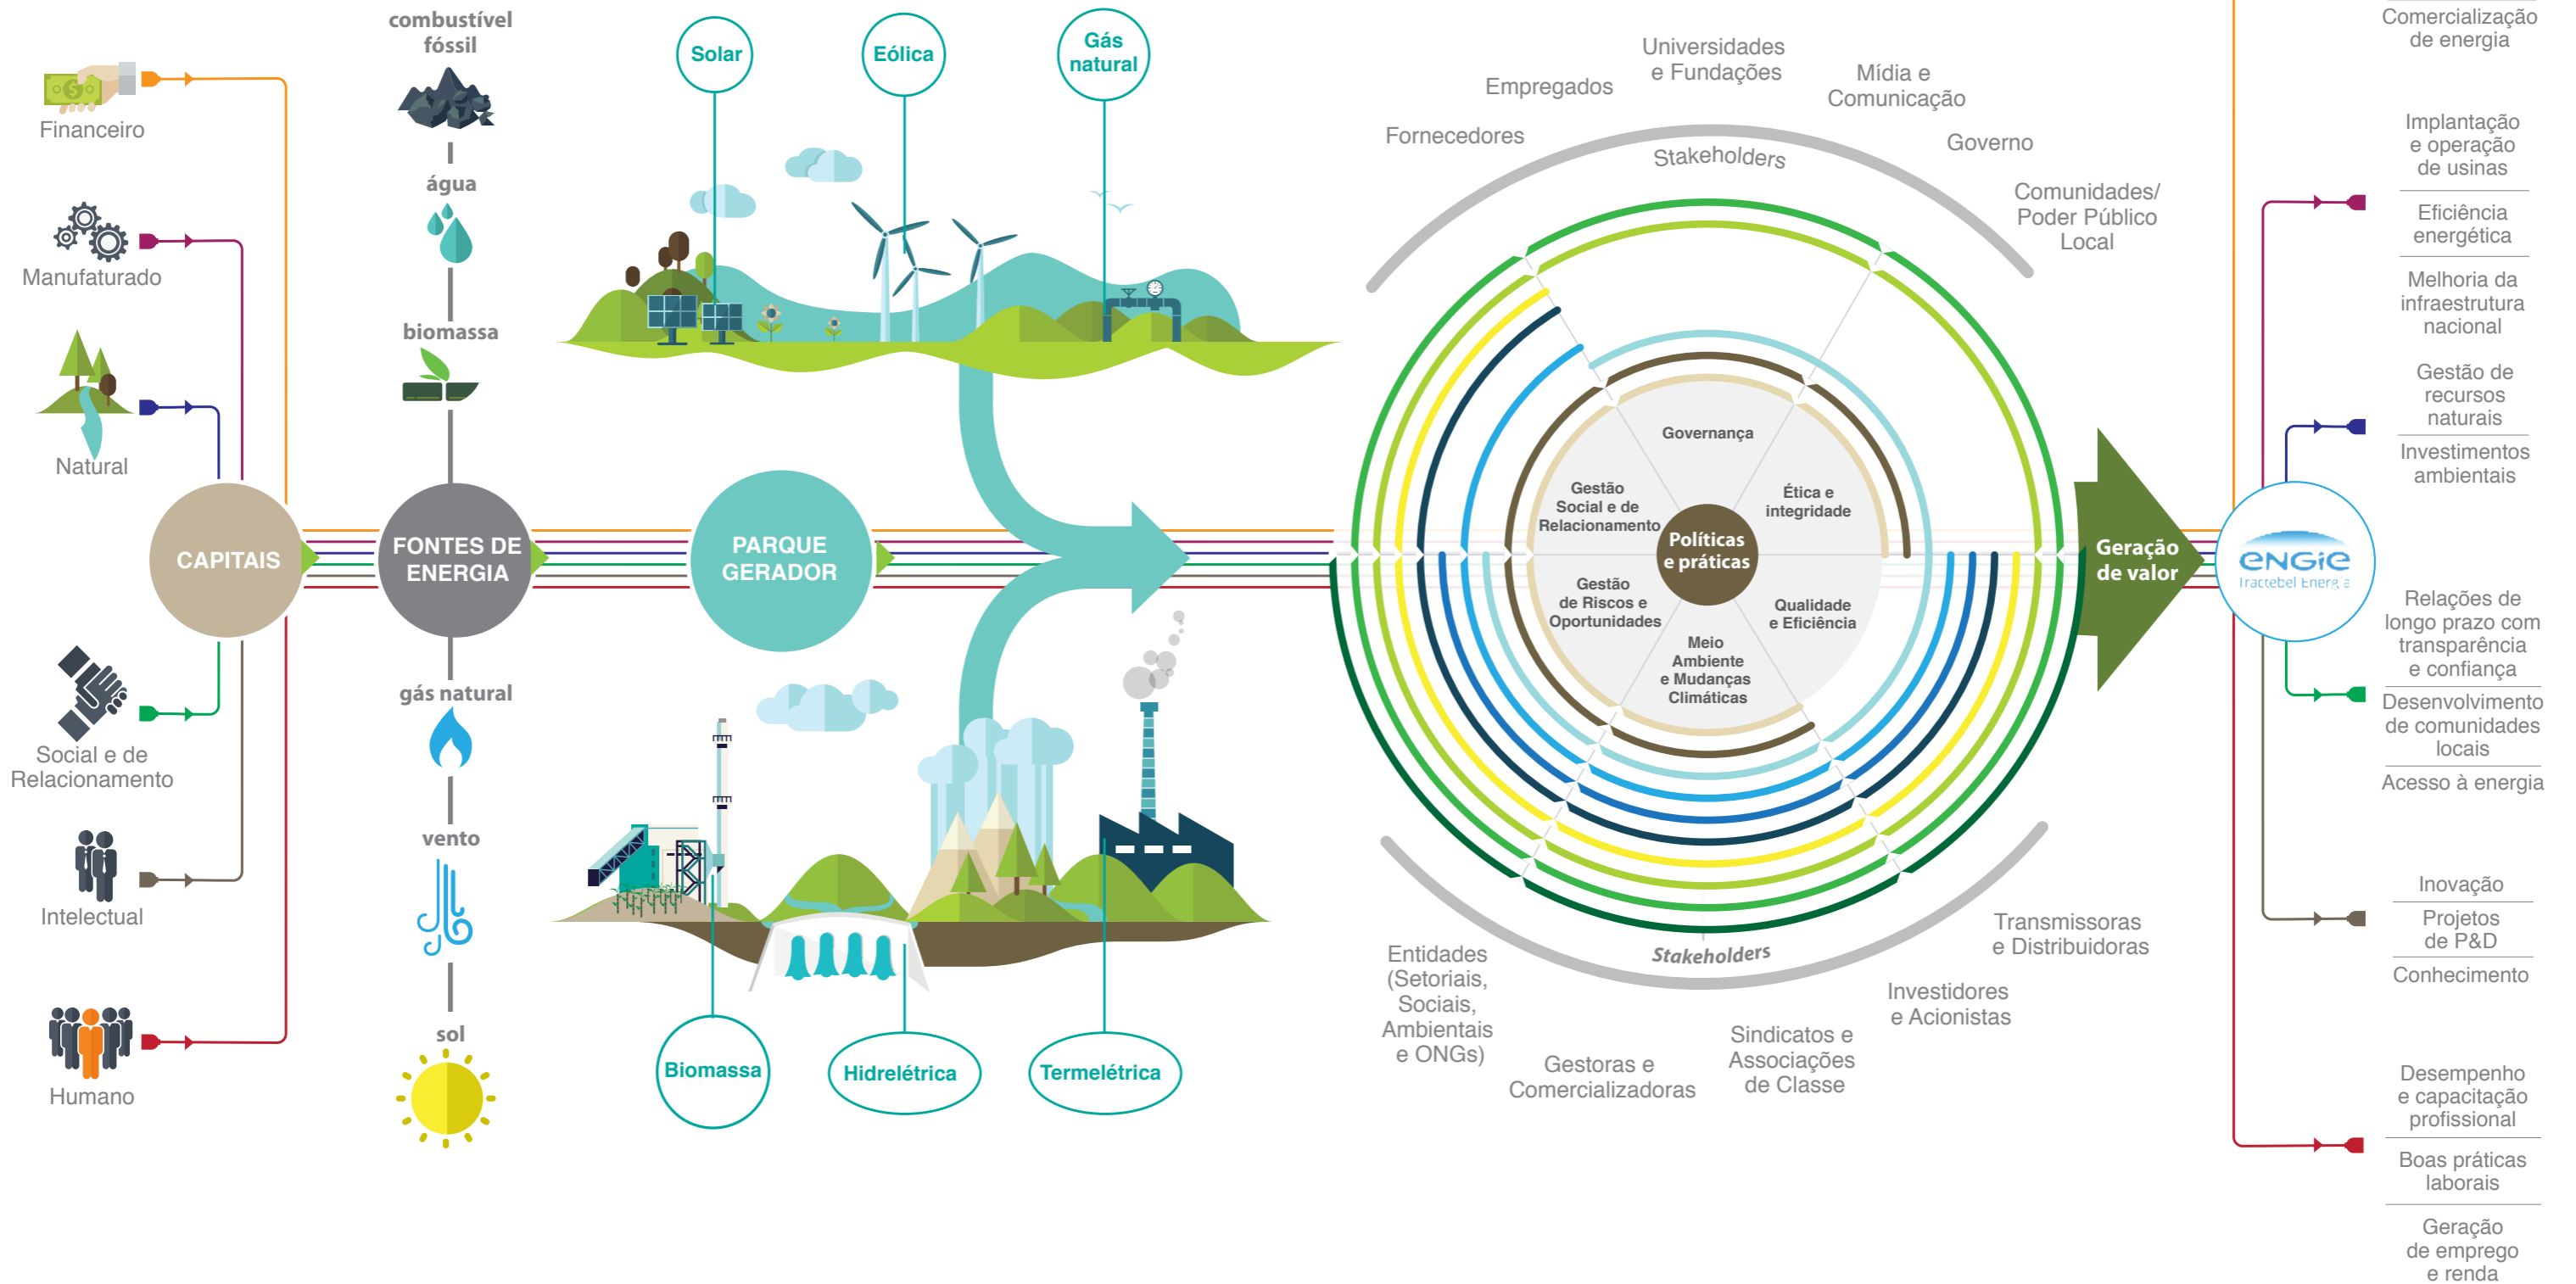 Financeiro
Manufaturado
Natural
CAPITAIS
Social e de
Relacionamento
Intelectual
Humano
combustível
fóssil
água
biomassa
FONTES DE
ENERGIA
gás natural
vento
sol
Solar
Eólica
Gás
natural
PARQUE
GERADOR
Biomassa
Hidrelétrica
Termelétrica
Fornecedores
Empregados
Universidades
e Fundações
Mídia e
Comunicação
Governo
Comunidades/
Poder Público
Local
Stakeholders
Governança
Ética e
integridade
Qualidade
e Eficiência
Meio
Ambiente
e Mudanças
Climáticas
Gestão
de Riscos e
Oportunidades
Gestão
Social e de
Relacionamento
Políticas
e práticas
Stakeholders
Entidades
(Setoriais,
Sociais,
Ambientais
e ONGs)
Gestoras e
Comercializadoras
Sindicatos e
Associações
de Classe
Investidores
e Acionistas
Transmissoras
e Distribuidoras
Geração
de valor
ENGIE
Tractebel Energia
Comercialização
de energia
Implantação
e operação
de usinas
Eficiência
energética
Melhoria da
infraestrutura
nacional
Gestão de
recursos
naturais
Investimentos
ambientais
Relações de
longo prazo com
transparência
e confiança
Desenvolvimento
de comunidades
locais
Acesso à energia
Inovação
Projetos
de P&D
Conhecimento
Desempenho
e capacitação
profissional
Boas práticas
laborais
Geração
de emprego
e renda